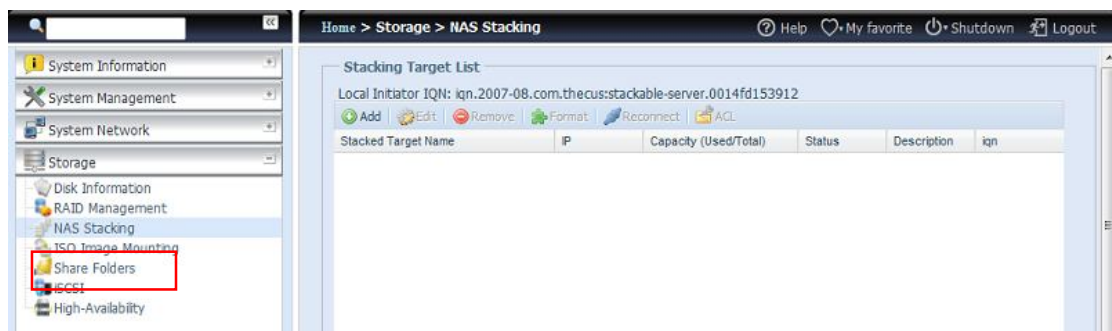 Home > Storage > NAS Stacking
Help My favorite Shutdown Logout
System Information
System Management
System Network
Storage
Disk Information
RAID Management
NAS Stacking
ISO Image Mounting
Share Folders
iSCSI
High-Availability
Stacking Target List
Local Initiator IQN: iqn.2007-08.com.thecus:stackable-server.0014fd153912
Add Edit Remove Format Reconnect ACL
Stacked Target Name IP Capacity (Used/Total) Status Description iqn